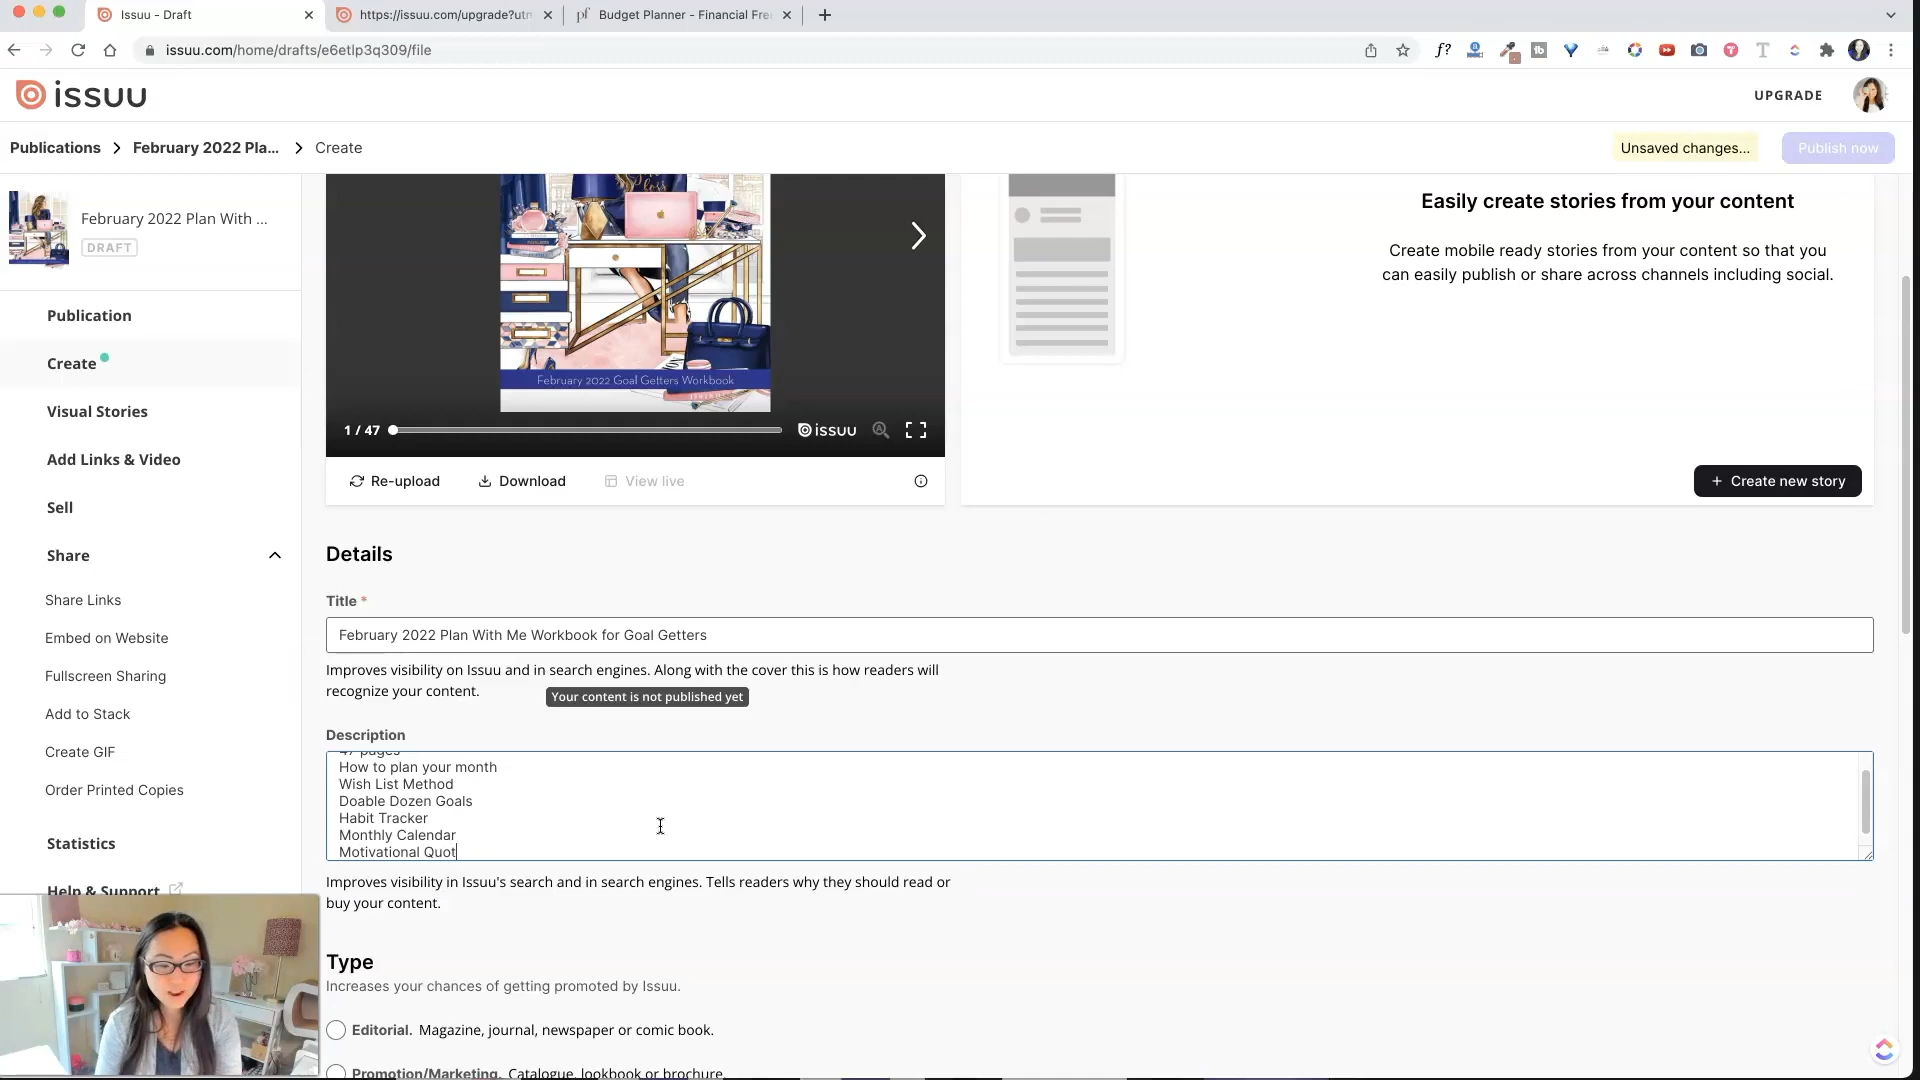 Issuu - Draft
https://issuu.com/upgrade?utm
pf Budget Planner - Financial Fre
issuu.com/home/drafts/e6etlp3q309/file
f?
issuu
UPGRADE
Publications
February 2022 Pla...
Create
Unsaved changes...
Publish now
February 2022 Plan With ...
DRAFT
Publication
Create
Visual Stories
Add Links & Video
Sell
Share
Share Links
Embed on Website
Fullscreen Sharing
Add to Stack
Create GIF
Order Printed Copies
Statistics
Help & Support
February 2022 Goal Getters Workbook
1 / 47
issuu
Re-upload
Download
View live
Easily create stories from your content
Create mobile ready stories from your content so that you
can easily publish or share across channels including social.
+ Create new story
Details
Title *
February 2022 Plan With Me Workbook for Goal Getters
Improves visibility on Issuu and in search engines. Along with the cover this is how readers will
recognize your content.
Your content is not published yet
Description
47 pages
How to plan your month
Wish List Method
Doable Dozen Goals
Habit Tracker
Monthly Calendar
Motivational Quot
Improves visibility in Issuu's search and in search engines. Tells readers why they should read or
buy your content.
Type
Increases your chances of getting promoted by Issuu.
Editorial. Magazine, journal, newspaper or comic book.
Promotion/Marketing. Catalogue, lookbook or brochure.